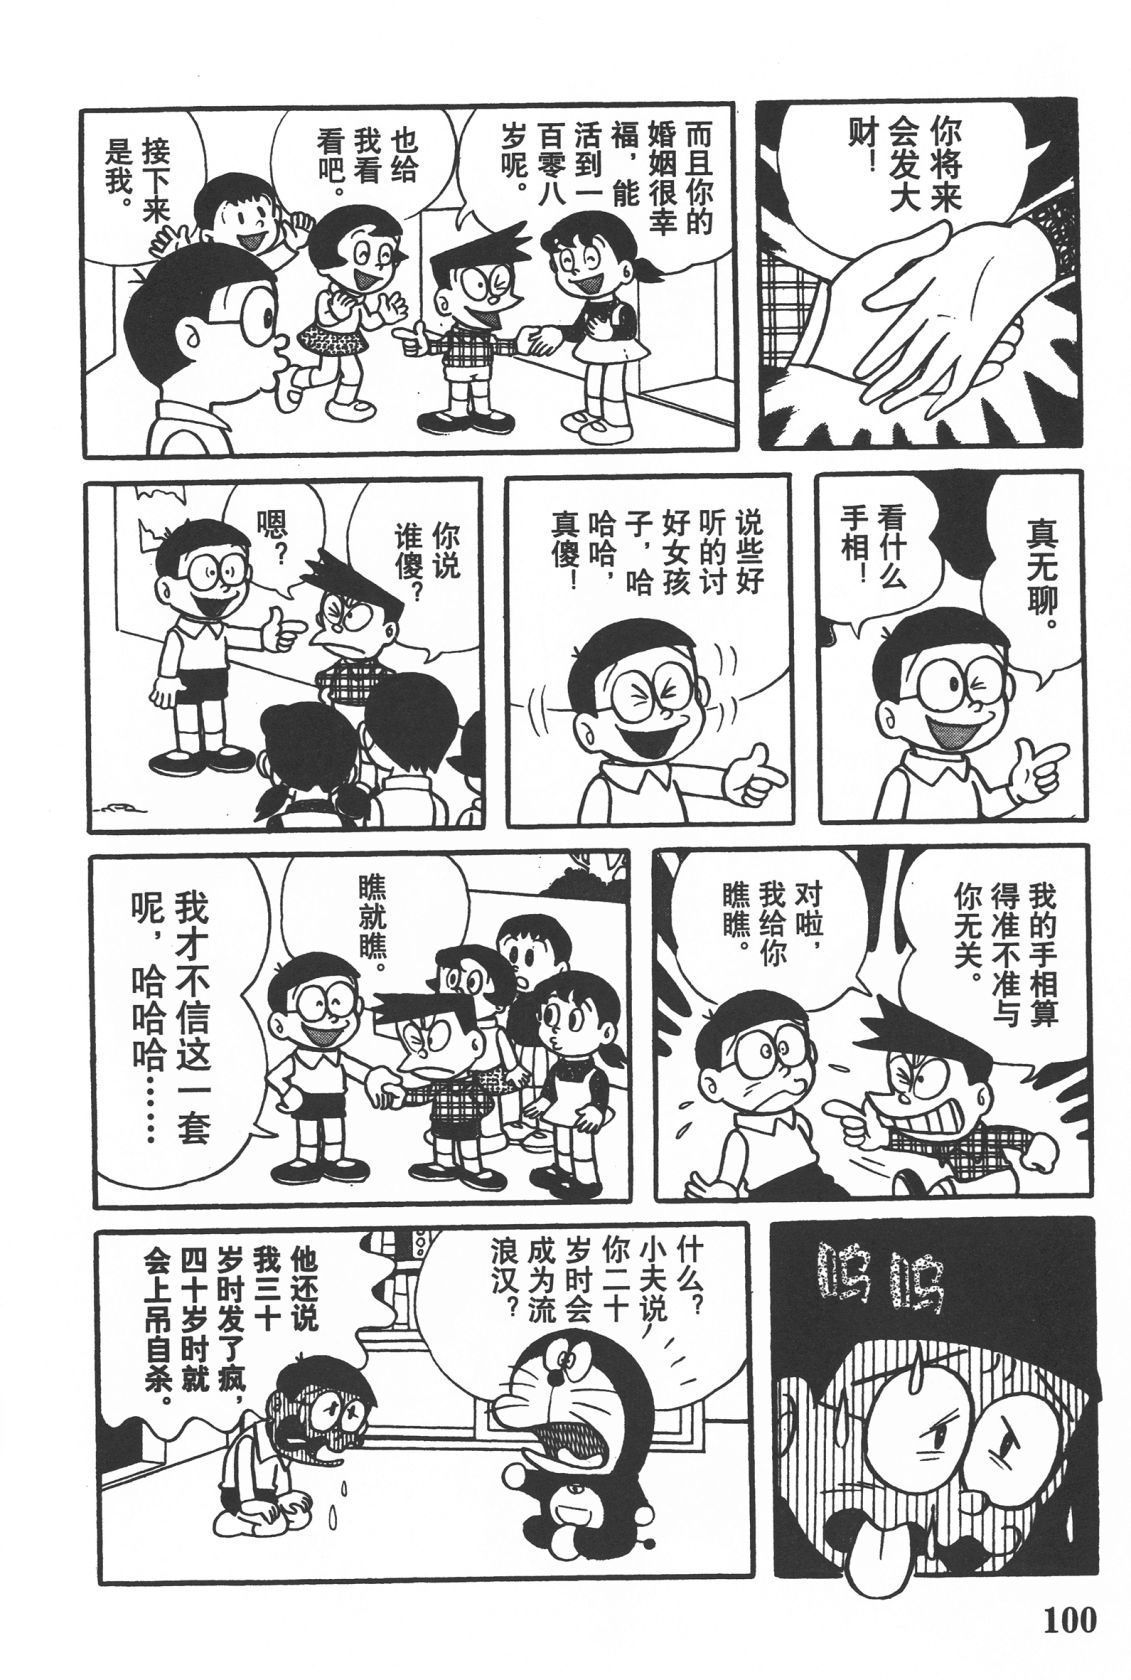 你将来
会发大
财！
而且你的
婚姻很幸
福，能
活到一
百零八
岁呢。
也给
我看
看吧。
接下来
是我。
真无聊。
看什么
手相！
说些好
听的讨
好女孩
子，哈
哈哈，
真傻！
你说
谁傻？
嗯？
我的手相算
得准不准与
你无关。
对啦，
我给你
瞧瞧。
瞧就瞧。
我才不信这一套
呢，哈哈哈……
呜呜
什么？
小夫说，
你二十
岁时会
成为流
浪汉？
他还说
我三十
岁时发了疯，
四十岁时就
会上吊自杀。
100